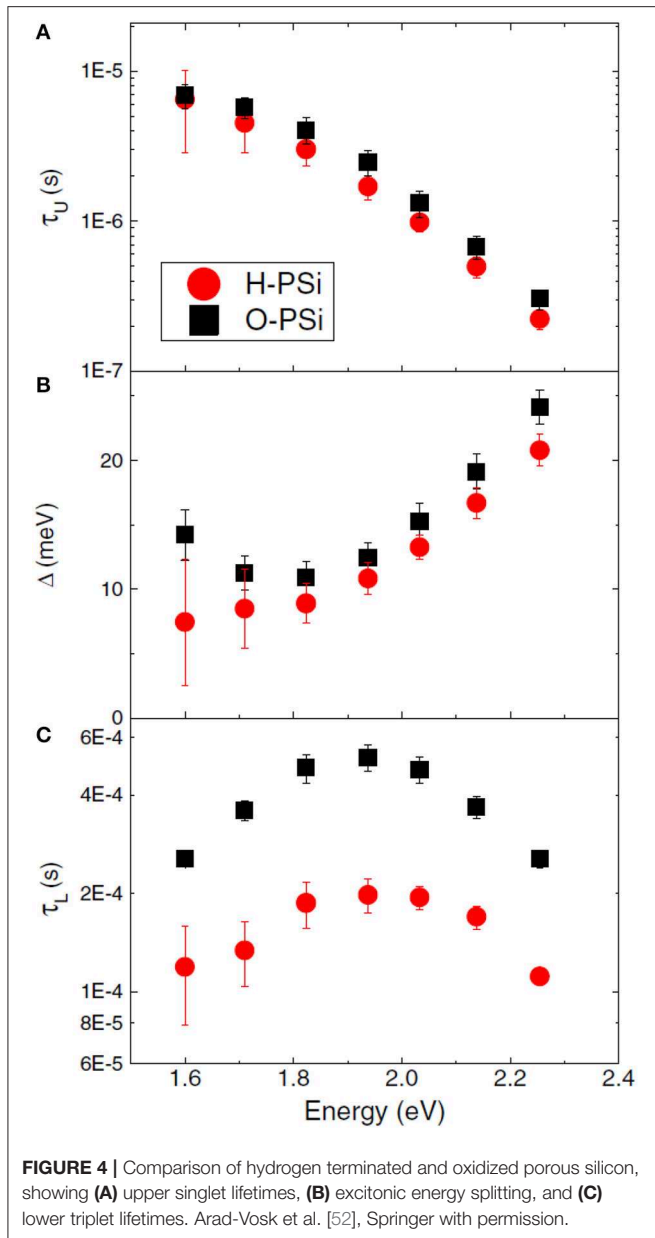 A
1E-5
1E-6
1E-7
τU (s)
H-PSi
O-PSi
B
20
10
0
Δ (meV)
C
6E-4
4E-4
2E-4
1E-4
8E-5
6E-5
τL (s)
1.6 1.8 2.0 2.2 2.4
Energy (eV)
FIGURE 4 | Comparison of hydrogen terminated and oxidized porous silicon,
showing (A) upper singlet lifetimes, (B) excitonic energy splitting, and (C)
lower triplet lifetimes. Arad-Vosk et al. [52], Springer with permission.